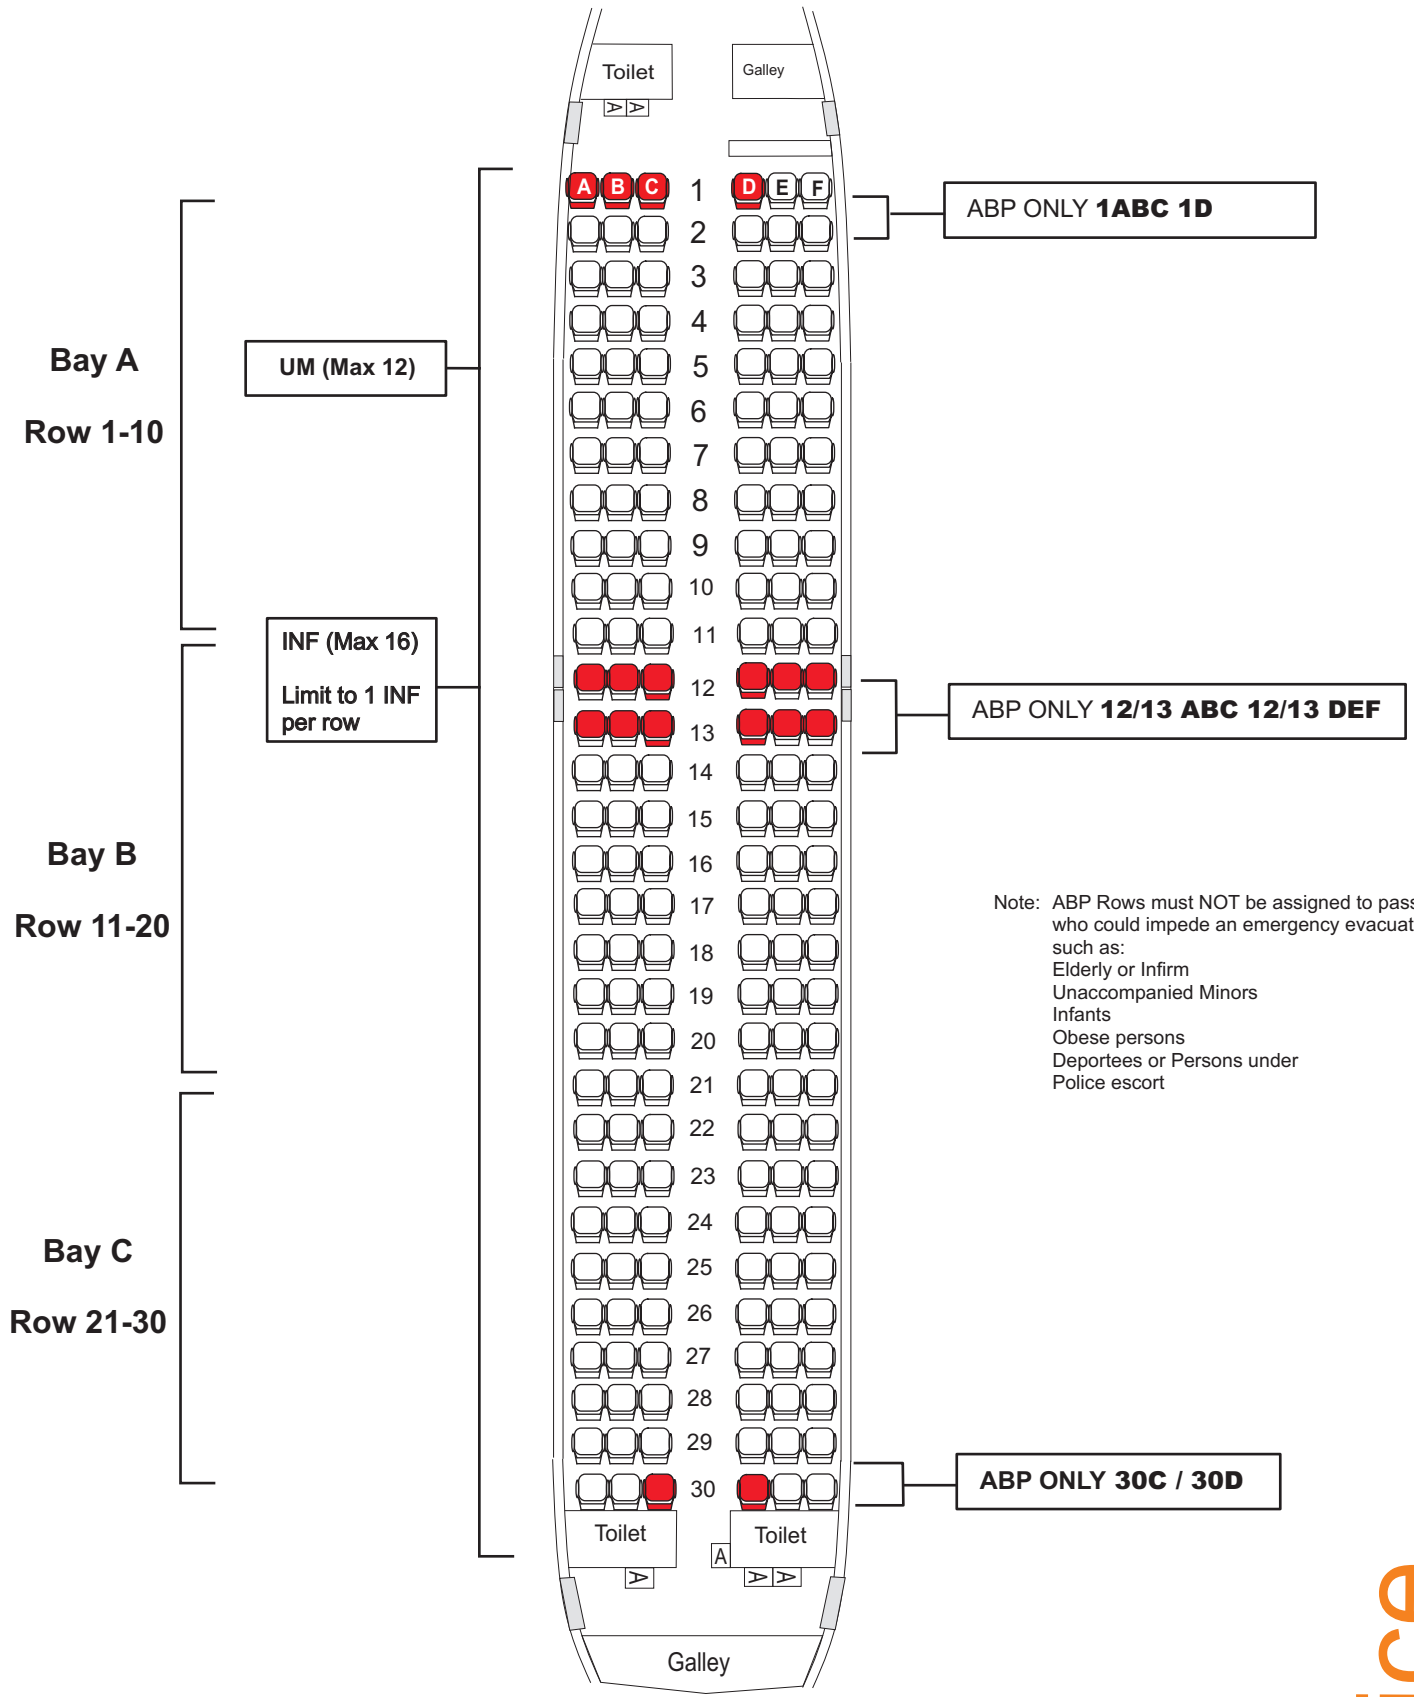 Toilet
Galley
A A
A B C 1 D E F
ABP ONLY 1ABC 1D
2
3
4
Bay A
5
UM (Max 12)
6
Row 1-10
7
8
9
10
11
INF (Max 16)
Limit to 1 INF
per row
12
ABP ONLY 12/13 ABC 12/13 DEF
13
14
15
Bay B
16
Row 11-20
17
18
19
20
Note: ABP Rows must NOT be assigned to
who could impede an emergency
such as:
Elderly or Infirm
Unaccompanied Minors
Infants
Obese persons
Deportees or Persons under
Police escort
21
22
23
24
Bay C
25
26
Row 21-30
27
28
29
30
ABP ONLY 30C / 30D
Toilet
Toilet
A
A
A A
Galley